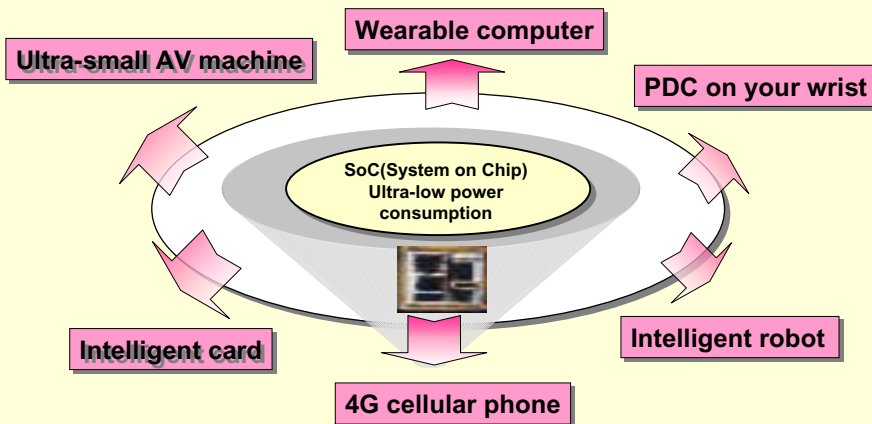 Wearable computer
Ultra-small AV machine
PDC on your wrist
SoC(System on Chip)
Ultra-low power
consumption
Intelligent card
Intelligent robot
4G cellular phone